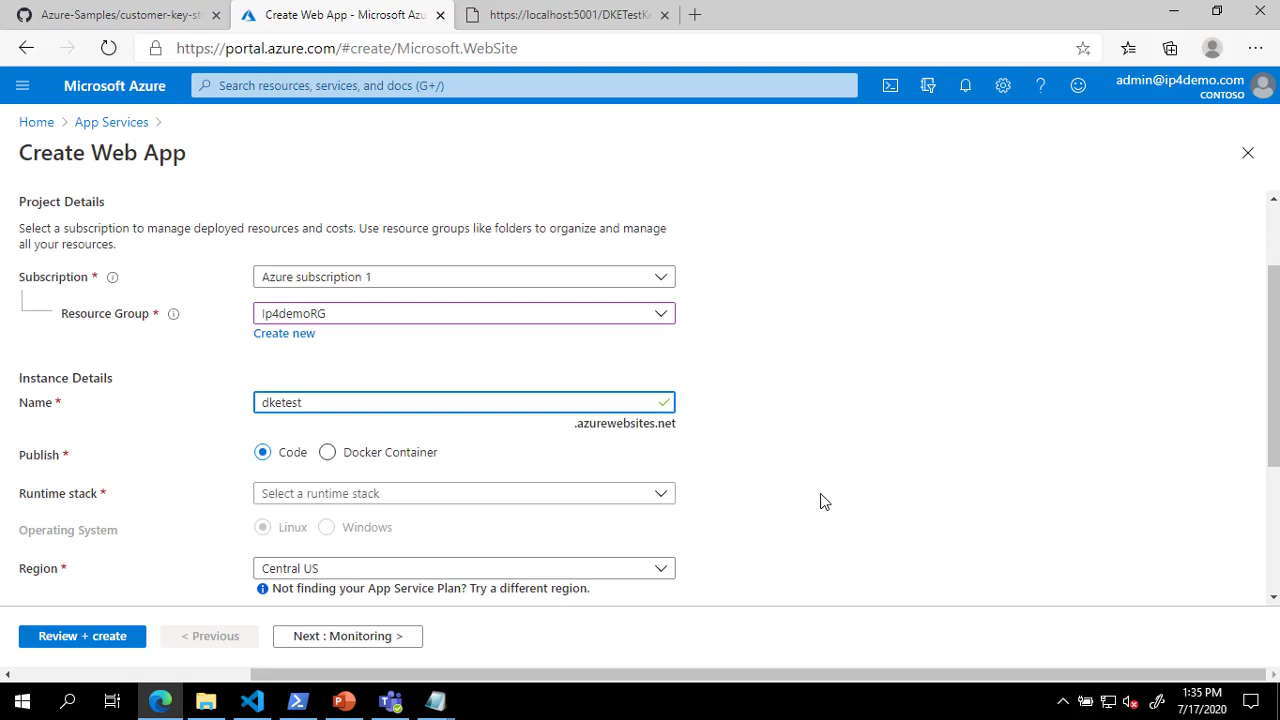 Azure-Samples/customer-key-st
Create Web App - Microsoft Azu
https://localhost:5001/DKETestKe
https://portal.azure.com/#create/Microsoft.WebSite
Microsoft Azure
Search resources, services, and docs (G+/)
admin@ip4demo.com
CONTOSO
Home > App Services >
Create Web App
Project Details
Select a subscription to manage deployed resources and costs. Use resource groups like folders to organize and manage
all your resources.
Subscription *
Azure subscription 1
Resource Group *
Ip4demoRG
Create new
Instance Details
Name *
dketest
.azurewebsites.net
Publish *
Code
Docker Container
Runtime stack *
Select a runtime stack
Operating System
Linux
Windows
Region *
Central US
Not finding your App Service Plan? Try a different region.
Review + create
< Previous
Next : Monitoring >
1:35 PM
7/17/2020